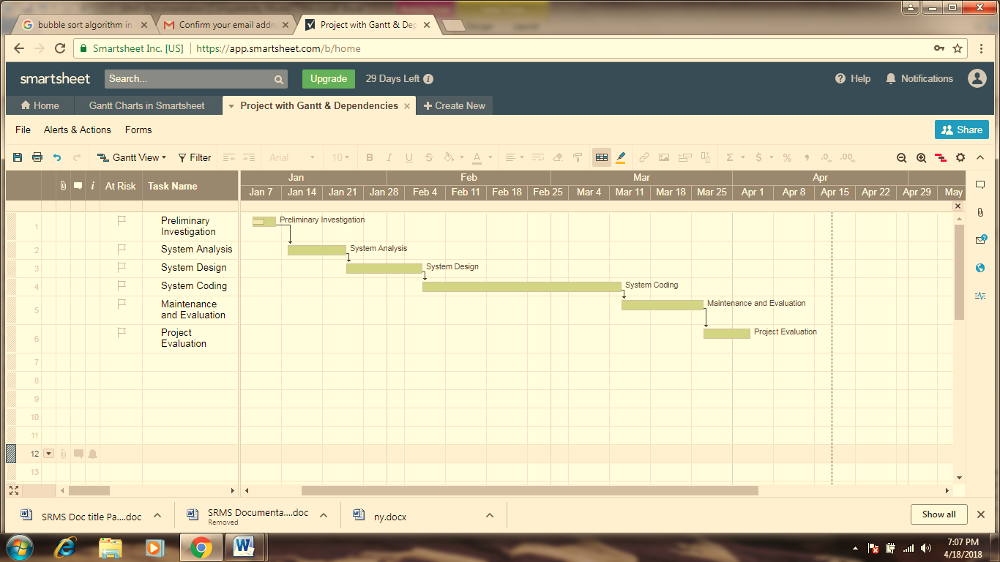 bubble sort algorithm in
Confirm your email addr
Project with Gantt & Dep
Smartsheet Inc. [US]
https://app.smartsheet.com/b/home
smartsheet
Search...
Upgrade
29 Days Left
Help
Notifications
Home
Gantt Charts in Smartsheet
Project with Gantt & Dependencies
Create New
File
Alerts & Actions
Forms
Share
Gantt View
Filter
Arial
10
B
I
U
S
A
Σ
$
%
.0
.00
At Risk
Task Name
Jan
Feb
Mar
Apr
Jan 7
Jan 14
Jan 21
Jan 28
Feb 4
Feb 11
Feb 18
Feb 25
Mar 4
Mar 11
Mar 18
Mar 25
Apr 1
Apr 8
Apr 15
Apr 22
Apr 29
May
1
Preliminary
Investigation
Preliminary Investigation
2
System Analysis
System Analysis
3
System Design
System Design
4
System Coding
System Coding
5
Maintenance
and Evaluation
Maintenance and Evaluation
6
Project
Evaluation
Project Evaluation
7
8
9
10
11
12
13
SRMS Doc title Pa....doc
SRMS Documenta....doc
Removed
ny.docx
Show all
7:07 PM
4/18/2018